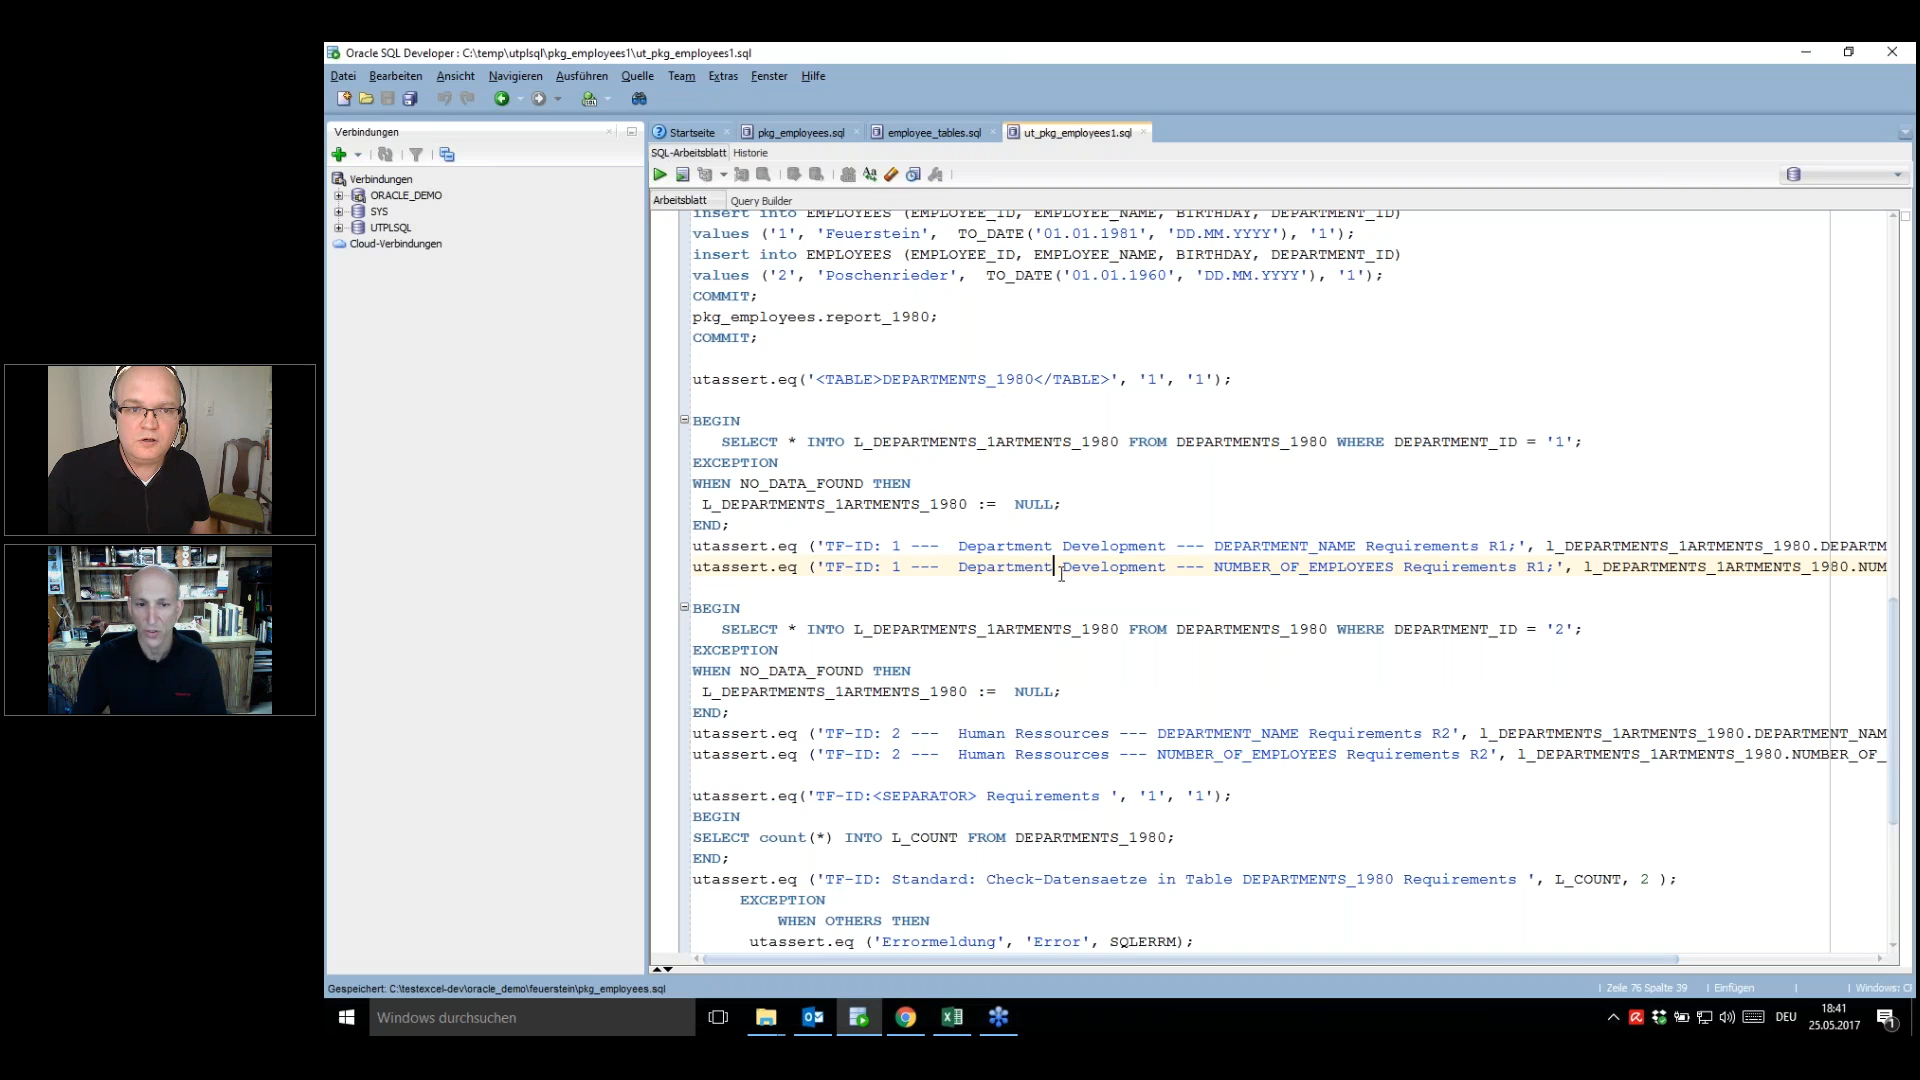 Oracle SQL Developer : C:\temp\utplsql\pkg_employees1\ut_pkg_employees1.sql
Datei Bearbeiten Ansicht Navigieren Ausführen Quelle Team Extras Fenster Hilfe
Verbindungen
Startseite pkg_employees.sql employee_tables.sql ut_pkg_employees1.sql
SQL-Arbeitsblatt Historie
Verbindungen
ORACLE_DEMO
SYS
UTPLSQL
Cloud-Verbindungen
Arbeitsblatt Query Builder
insert into EMPLOYEES (EMPLOYEE_ID, EMPLOYEE_NAME, BIRTHDAY, DEPARTMENT_ID)
values ('1', 'Feuerstein', TO_DATE('01.01.1981', 'DD.MM.YYYY'), '1');
insert into EMPLOYEES (EMPLOYEE_ID, EMPLOYEE_NAME, BIRTHDAY, DEPARTMENT_ID)
values ('2', 'Poschenrieder', TO_DATE('01.01.1960', 'DD.MM.YYYY'), '1');
COMMIT;
pkg_employees.report_1980;
COMMIT;
utassert.eq('<TABLE>DEPARTMENTS_1980</TABLE>', '1', '1');
BEGIN
SELECT * INTO L_DEPARTMENTS_1ARTMENTS_1980 FROM DEPARTMENTS_1980 WHERE DEPARTMENT_ID = '1';
EXCEPTION
WHEN NO_DATA_FOUND THEN
L_DEPARTMENTS_1ARTMENTS_1980 := NULL;
END;
utassert.eq ('TF-ID: 1 --- Department Development --- DEPARTMENT_NAME Requirements R1;', l_DEPARTMENTS_1ARTMENTS_1980.DEPARTM
utassert.eq ('TF-ID: 1 --- Department Development --- NUMBER_OF_EMPLOYEES Requirements R1;', l_DEPARTMENTS_1ARTMENTS_1980.NUM
BEGIN
SELECT * INTO L_DEPARTMENTS_1ARTMENTS_1980 FROM DEPARTMENTS_1980 WHERE DEPARTMENT_ID = '2';
EXCEPTION
WHEN NO_DATA_FOUND THEN
L_DEPARTMENTS_1ARTMENTS_1980 := NULL;
END;
utassert.eq ('TF-ID: 2 --- Human Ressources --- DEPARTMENT_NAME Requirements R2', l_DEPARTMENTS_1ARTMENTS_1980.DEPARTMENT_NAM
utassert.eq ('TF-ID: 2 --- Human Ressources --- NUMBER_OF_EMPLOYEES Requirements R2', l_DEPARTMENTS_1ARTMENTS_1980.NUMBER_OF_
utassert.eq('TF-ID:<SEPARATOR> Requirements ', '1', '1');
BEGIN
SELECT count(*) INTO L_COUNT FROM DEPARTMENTS_1980;
END;
utassert.eq ('TF-ID: Standard: Check-Datensaetze in Table DEPARTMENTS_1980 Requirements ', L_COUNT, 2 );
EXCEPTION
WHEN OTHERS THEN
utassert.eq ('Errormeldung', 'Error', SQLERRM);
Gespeichert: C:\testexcel-dev\oracle_demo\feuerstein\pkg_employees.sql
Zeile 76 Spalte 39 Einfügen Windows: C
Windows durchsuchen
DEU
18:41
25.05.2017